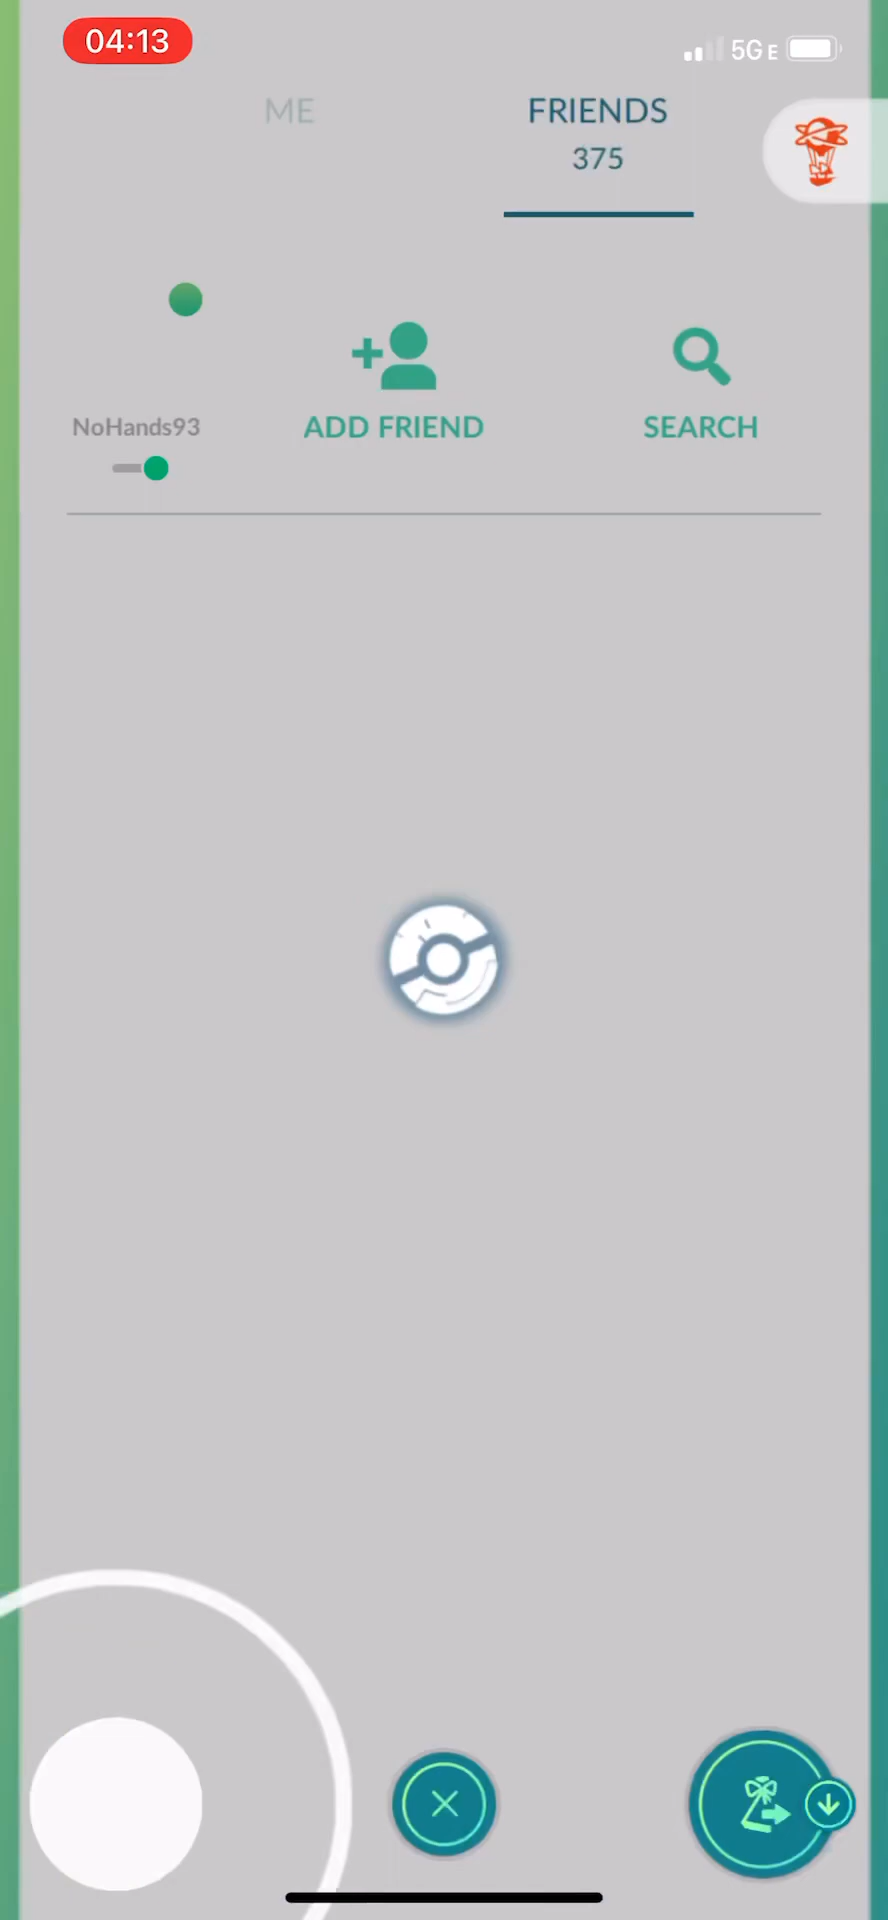 04:13
5G E
ME
FRIENDS
375
NoHands93
ADD FRIEND
SEARCH